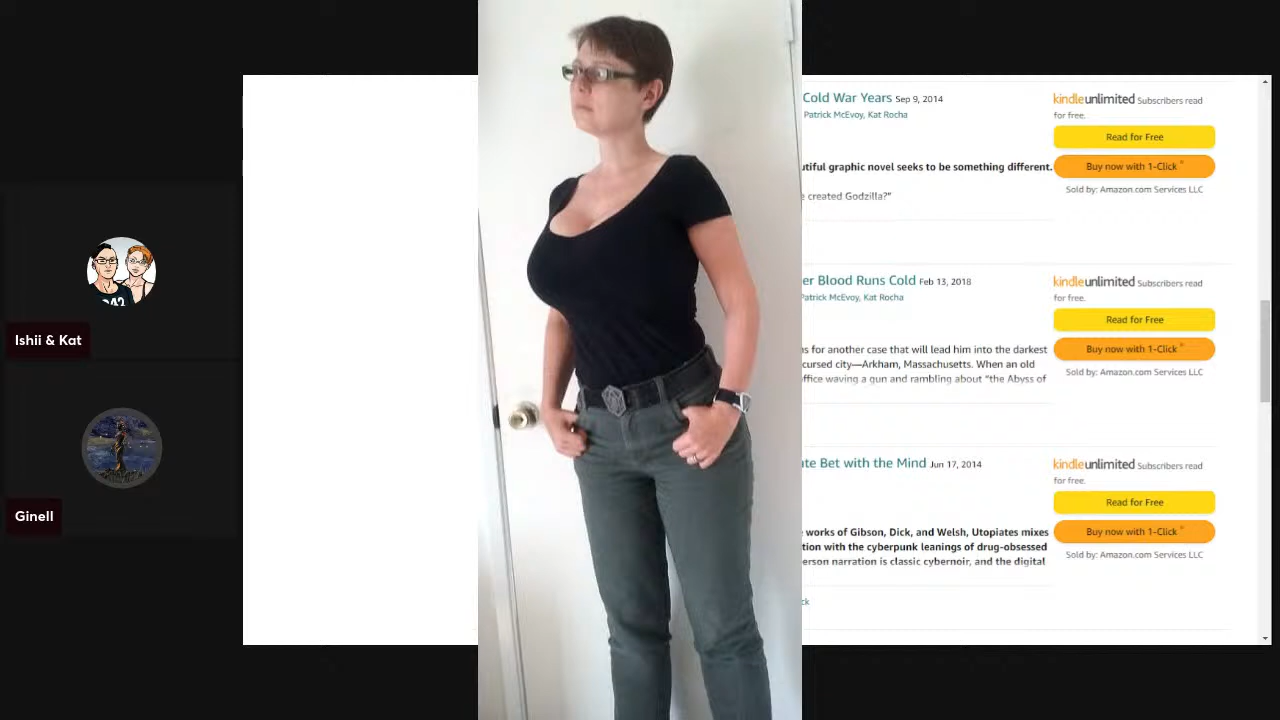 Ishii & Kat
Ginell
Cold War Years Sep 9, 2014
Patrick McEvoy, Kat Rocha
utiful graphic novel seeks to be something different.
e created Godzilla?"
kindleunlimited Subscribers read
for free.
Read for Free
Buy now with 1-Click ®
Sold by: Amazon.com Services LLC
er Blood Runs Cold Feb 13, 2018
Patrick McEvoy, Kat Rocha
ns for another case that will lead him into the darkest
cursed city—Arkham, Massachusetts. When an old
office waving a gun and rambling about “the Abyss of
kindleunlimited Subscribers read
for free.
Read for Free
Buy now with 1-Click ®
Sold by: Amazon.com Services LLC
ate Bet with the Mind Jun 17, 2014
works of Gibson, Dick, and Welsh, Utopiates mixes
tion with the cyberpunk leanings of drug-obsessed
erson narration is classic cybernoir, and the digital
ck
kindleunlimited Subscribers read
for free.
Read for Free
Buy now with 1-Click ®
Sold by: Amazon.com Services LLC